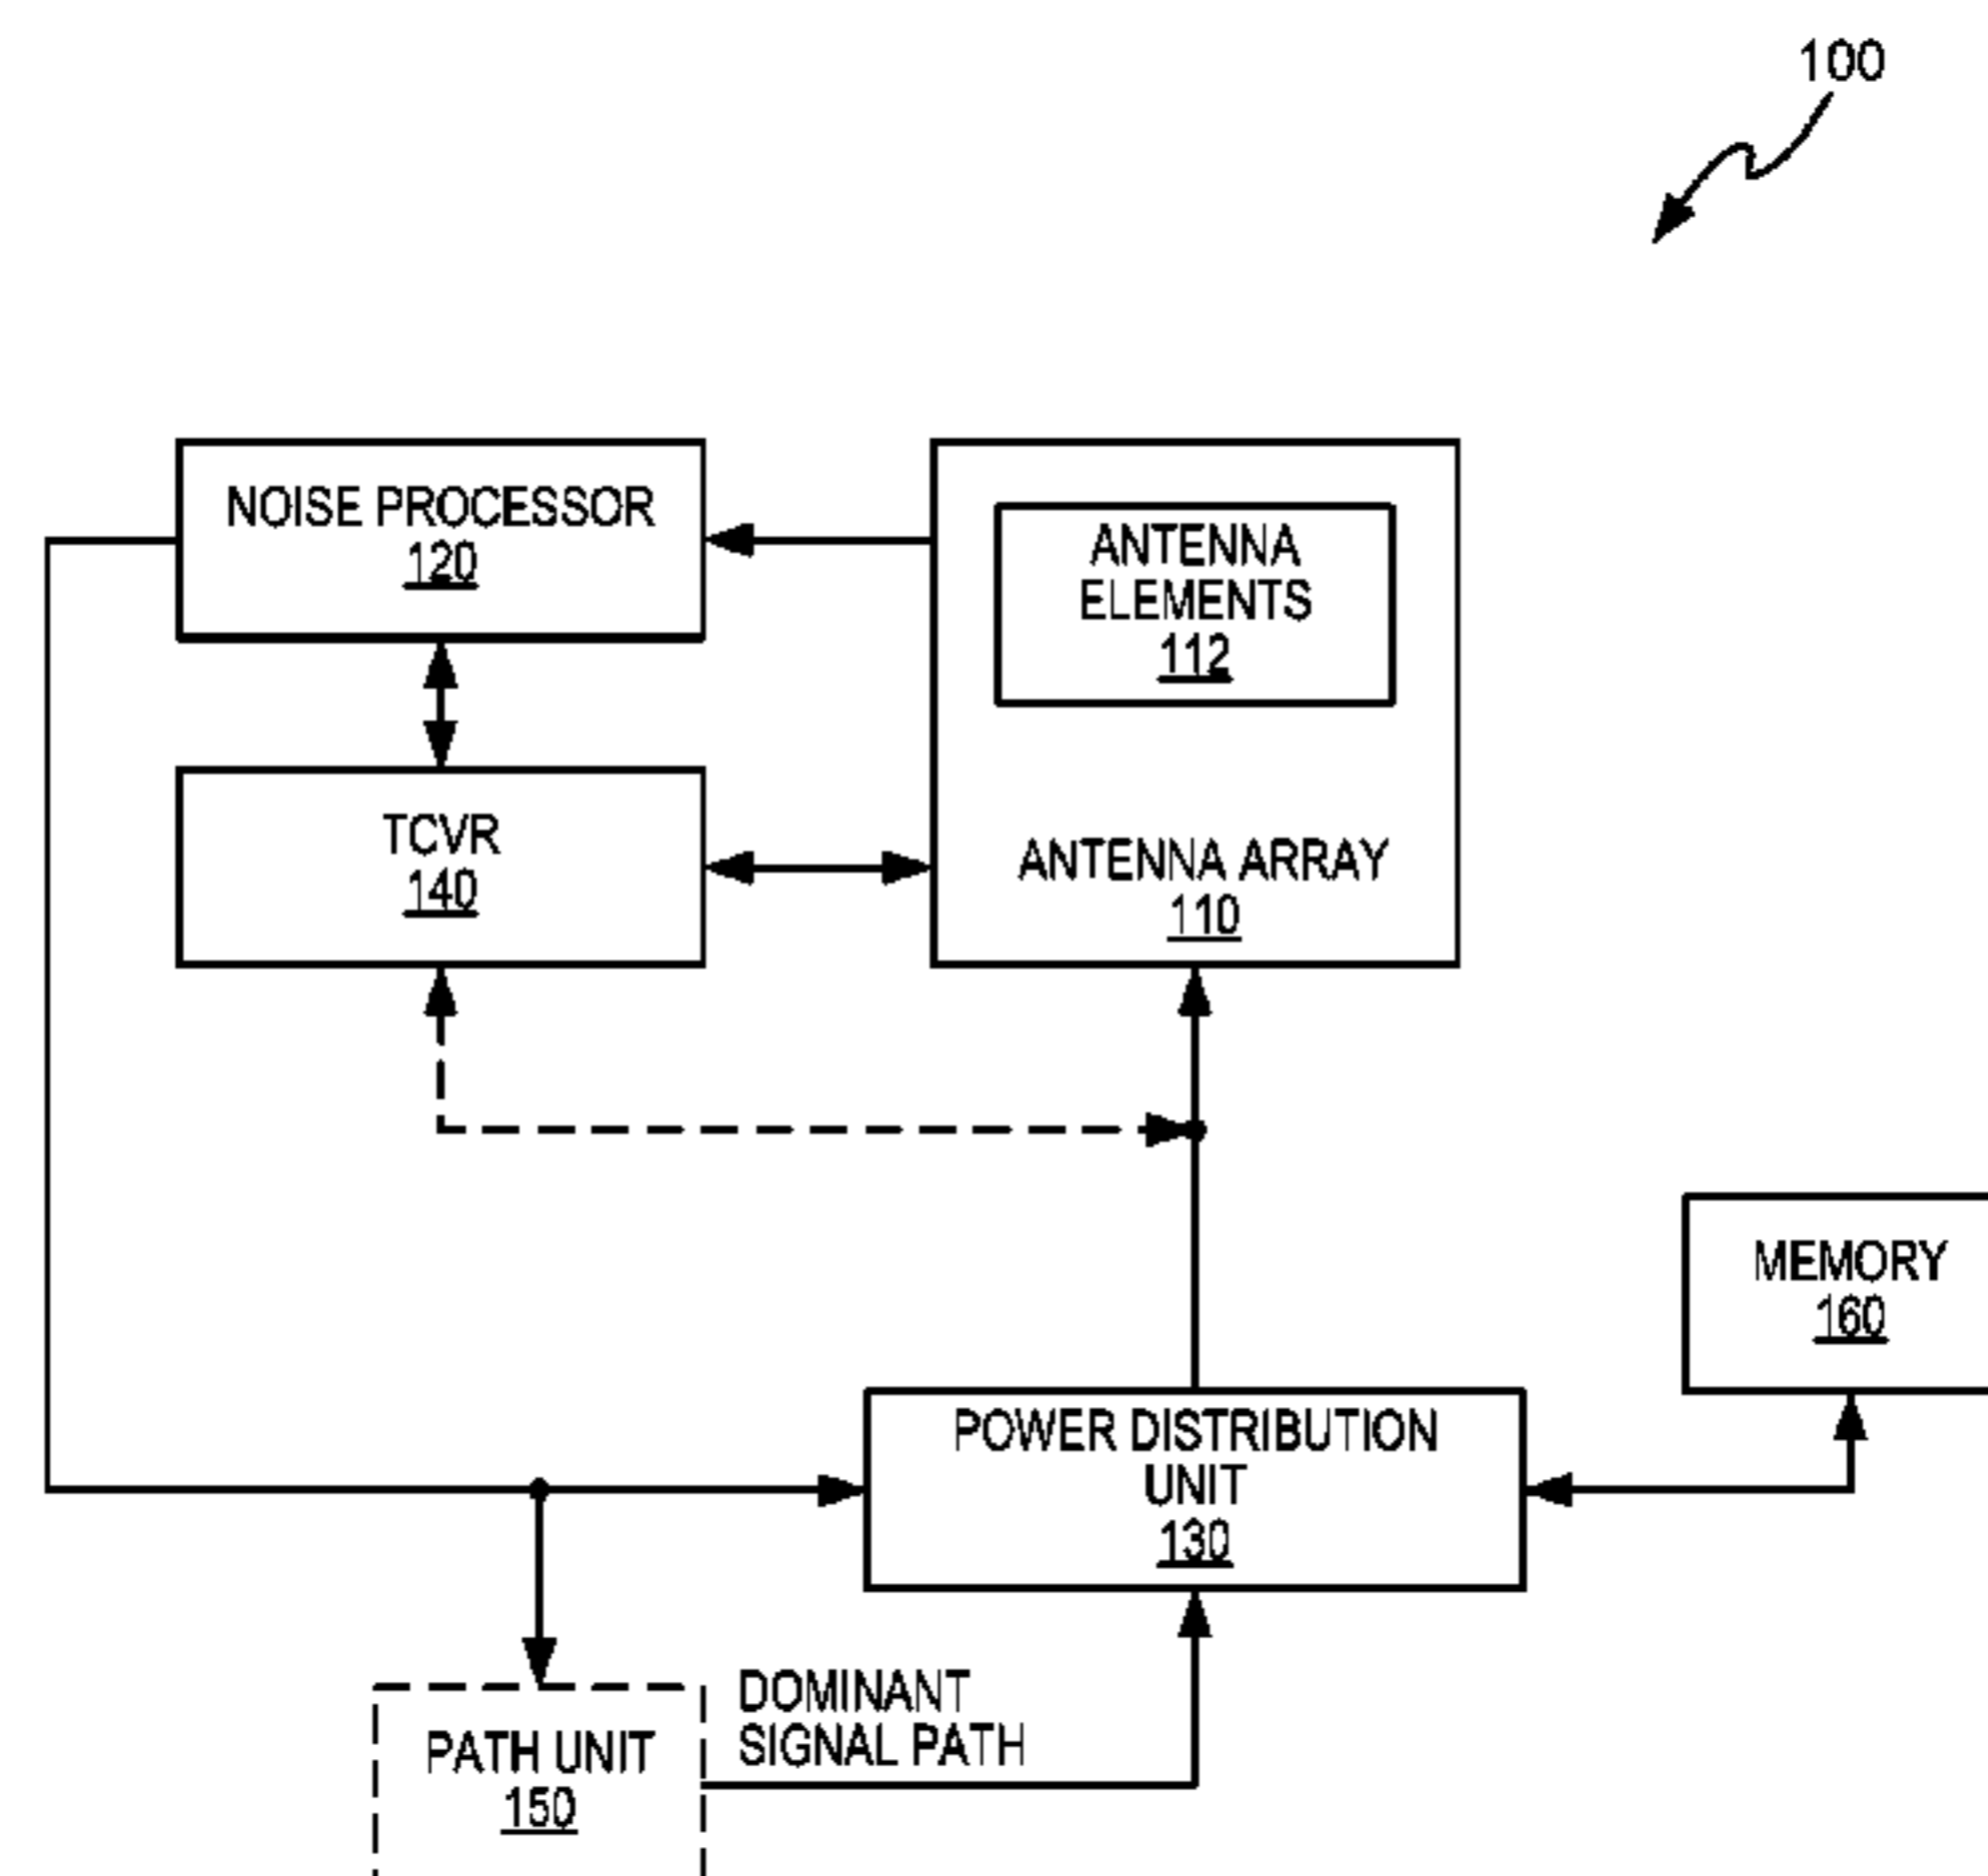 100
NOISE PROCESSOR
120
ANTENNA
ELEMENTS
112
TCVR
140
ANTENNA ARRAY
110
MEMORY
160
POWER DISTRIBUTION
UNIT
130
DOMINANT
SIGNAL PATH
PATH UNIT
150